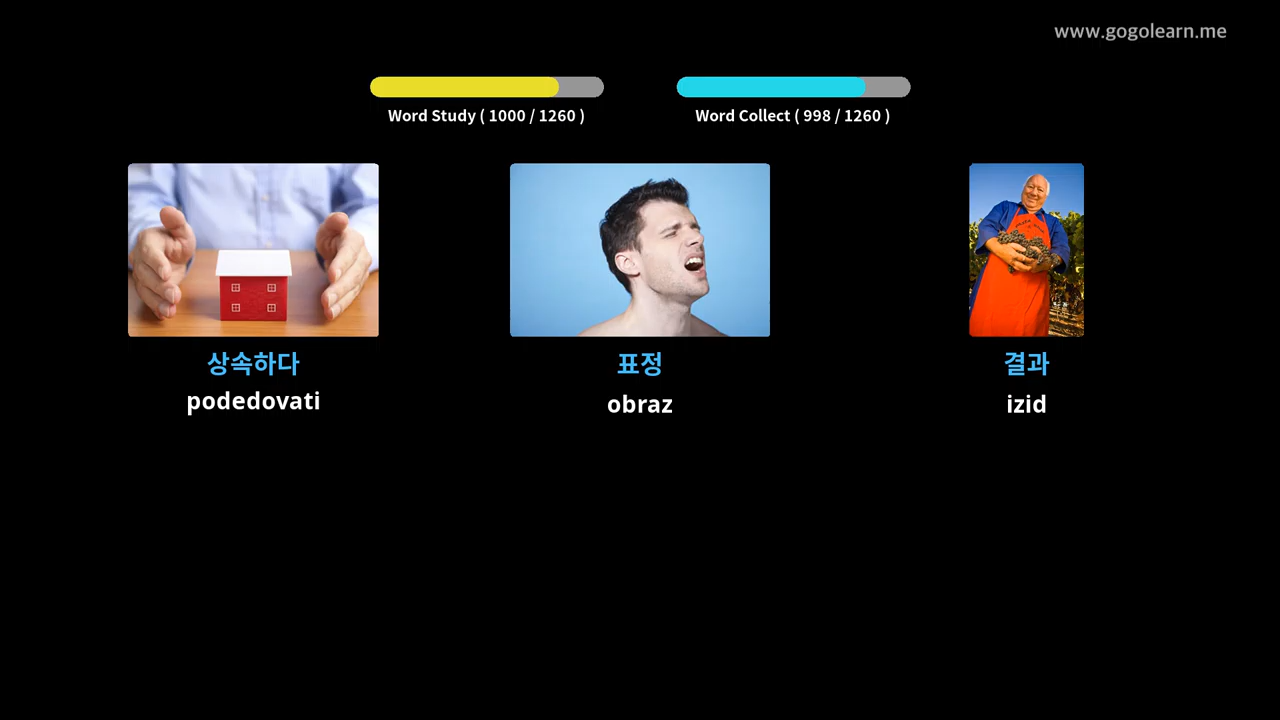 www.gogolearn.me
Word Study ( 1000 / 1260 )
Word Collect ( 998 / 1260 )
상속하다
표정
결과
podedovati
obraz
izid